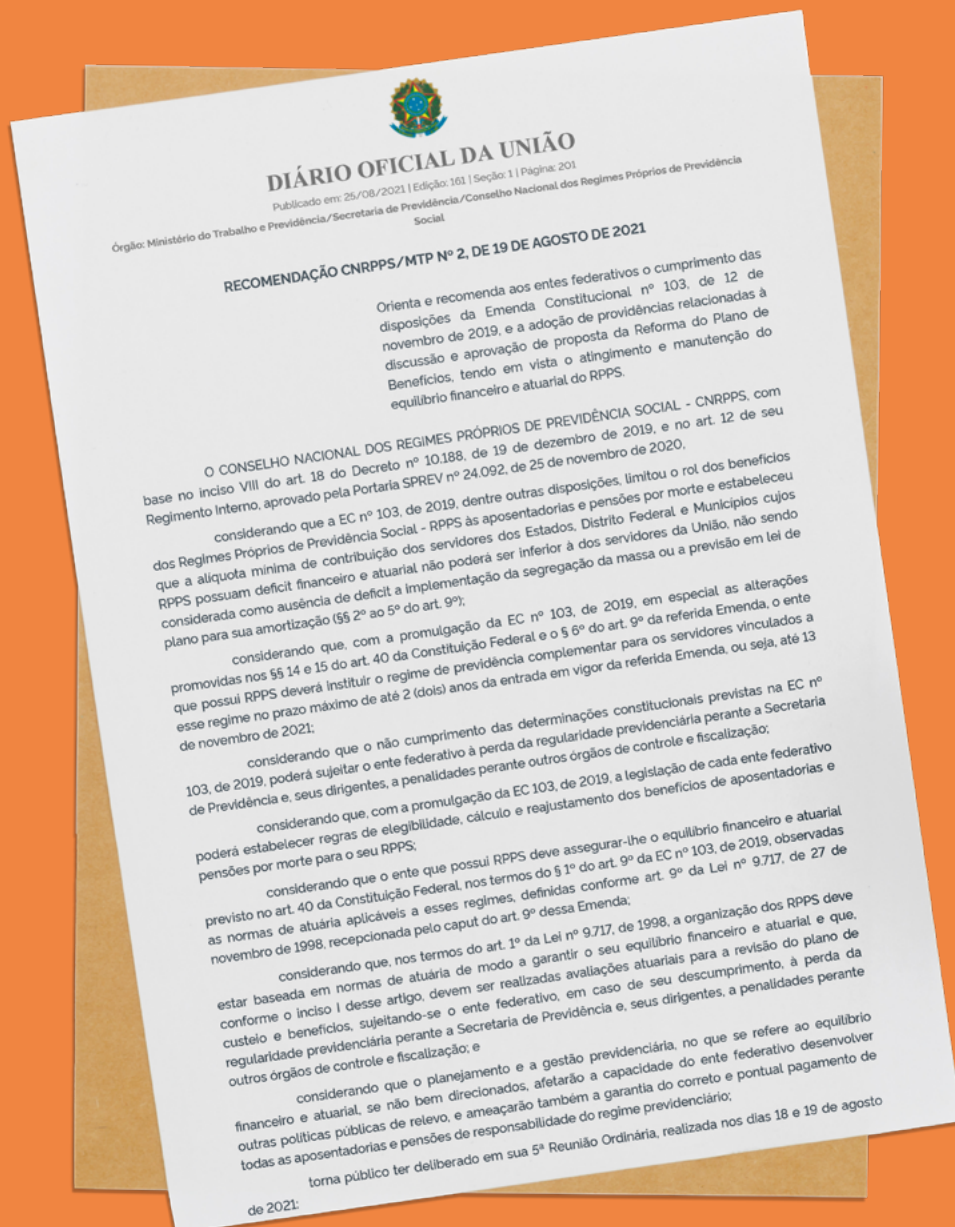 DIÁRIO OFICIAL DA UNIÃO
Publicado em: 25/08/2021 | Edição: 161 | Seção: 1 | Página: 201
Órgão: Ministério do Trabalho e Previdência/Secretaria de Previdência/Conselho Nacional dos Regimes Próprios de Previdência
Social
RECOMENDAÇÃO CNRPPS/MTP Nº 2, DE 19 DE AGOSTO DE 2021
Orienta e recomenda aos entes federativos o cumprimento das
disposições da Emenda Constitucional nº 103, de 12 de
novembro de 2019, e a adoção de providências relacionadas à
discussão e aprovação de proposta da Reforma do Plano de
Benefícios, tendo em vista o atingimento e manutenção do
equilíbrio financeiro e atuarial do RPPS.
O CONSELHO NACIONAL DOS REGIMES PRÓPRIOS DE PREVIDÊNCIA SOCIAL - CNRPPS, com
base no inciso VIII do art. 18 do Decreto nº 10.188, de 19 de dezembro de 2019, e no art. 12 de seu
Regimento Interno, aprovado pela Portaria SPREV nº 24.092, de 25 de novembro de 2020,
considerando que a EC nº 103, de 2019, dentre outras disposições, limitou o rol dos benefícios
dos Regimes Próprios de Previdência Social - RPPS às aposentadorias e pensões por morte e estabeleceu
que a alíquota mínima de contribuição dos servidores dos Estados, Distrito Federal e Municípios cujos
RPPS possuam deficit financeiro e atuarial não poderá ser inferior à dos servidores da União, não sendo
considerada como ausência de deficit a implementação da segregação da massa ou a previsão em lei de
plano para sua amortização (§§ 2º ao 5º do art. 9º);
considerando que, com a promulgação da EC nº 103, de 2019, em especial as alterações
promovidas nos §§ 14 e 15 do art. 40 da Constituição Federal e o § 6º do art. 9º da referida Emenda, o ente
que possui RPPS deverá instituir o regime de previdência complementar para os servidores vinculados a
esse regime no prazo máximo de até 2 (dois) anos da entrada em vigor da referida Emenda, ou seja, até 13
de novembro de 2021;
considerando que o não cumprimento das determinações constitucionais previstas na EC nº
103, de 2019, poderá sujeitar o ente federativo à perda da regularidade previdenciária perante a Secretaria
de Previdência e, seus dirigentes, a penalidades perante outros órgãos de controle e fiscalização;
considerando que, com a promulgação da EC 103, de 2019, a legislação de cada ente federativo
poderá estabelecer regras de elegibilidade, cálculo e reajustamento dos benefícios de aposentadorias e
pensões por morte para o seu RPPS;
considerando que o ente que possui RPPS deve assegurar-lhe o equilíbrio financeiro e atuarial
previsto no art. 40 da Constituição Federal, nos termos do § 1º do art. 9º da EC nº 103, de 2019, observadas
as normas de atuária aplicáveis a esses regimes, definidas conforme art. 9º da Lei nº 9.717, de 27 de
novembro de 1998, recepcionada pelo caput do art. 9º dessa Emenda;
considerando que, nos termos do art. 1º da Lei nº 9.717, de 1998, a organização dos RPPS deve
estar baseada em normas de atuária de modo a garantir o seu equilíbrio financeiro e atuarial e que,
conforme o inciso I desse artigo, devem ser realizadas avaliações atuariais para a revisão do plano de
custeio e benefícios, sujeitando-se o ente federativo, em caso de seu descumprimento, à perda da
regularidade previdenciária perante a Secretaria de Previdência e, seus dirigentes, a penalidades perante
outros órgãos de controle e fiscalização; e
considerando que o planejamento e a gestão previdenciária, no que se refere ao equilíbrio
financeiro e atuarial, se não bem direcionados, afetarão a capacidade do ente federativo desenvolver
outras políticas públicas de relevo, e ameaçarão também a garantia do correto e pontual pagamento de
todas as aposentadorias e pensões de responsabilidade do regime previdenciário;
torna público ter deliberado em sua 5ª Reunião Ordinária, realizada nos dias 18 e 19 de agosto
de 2021: